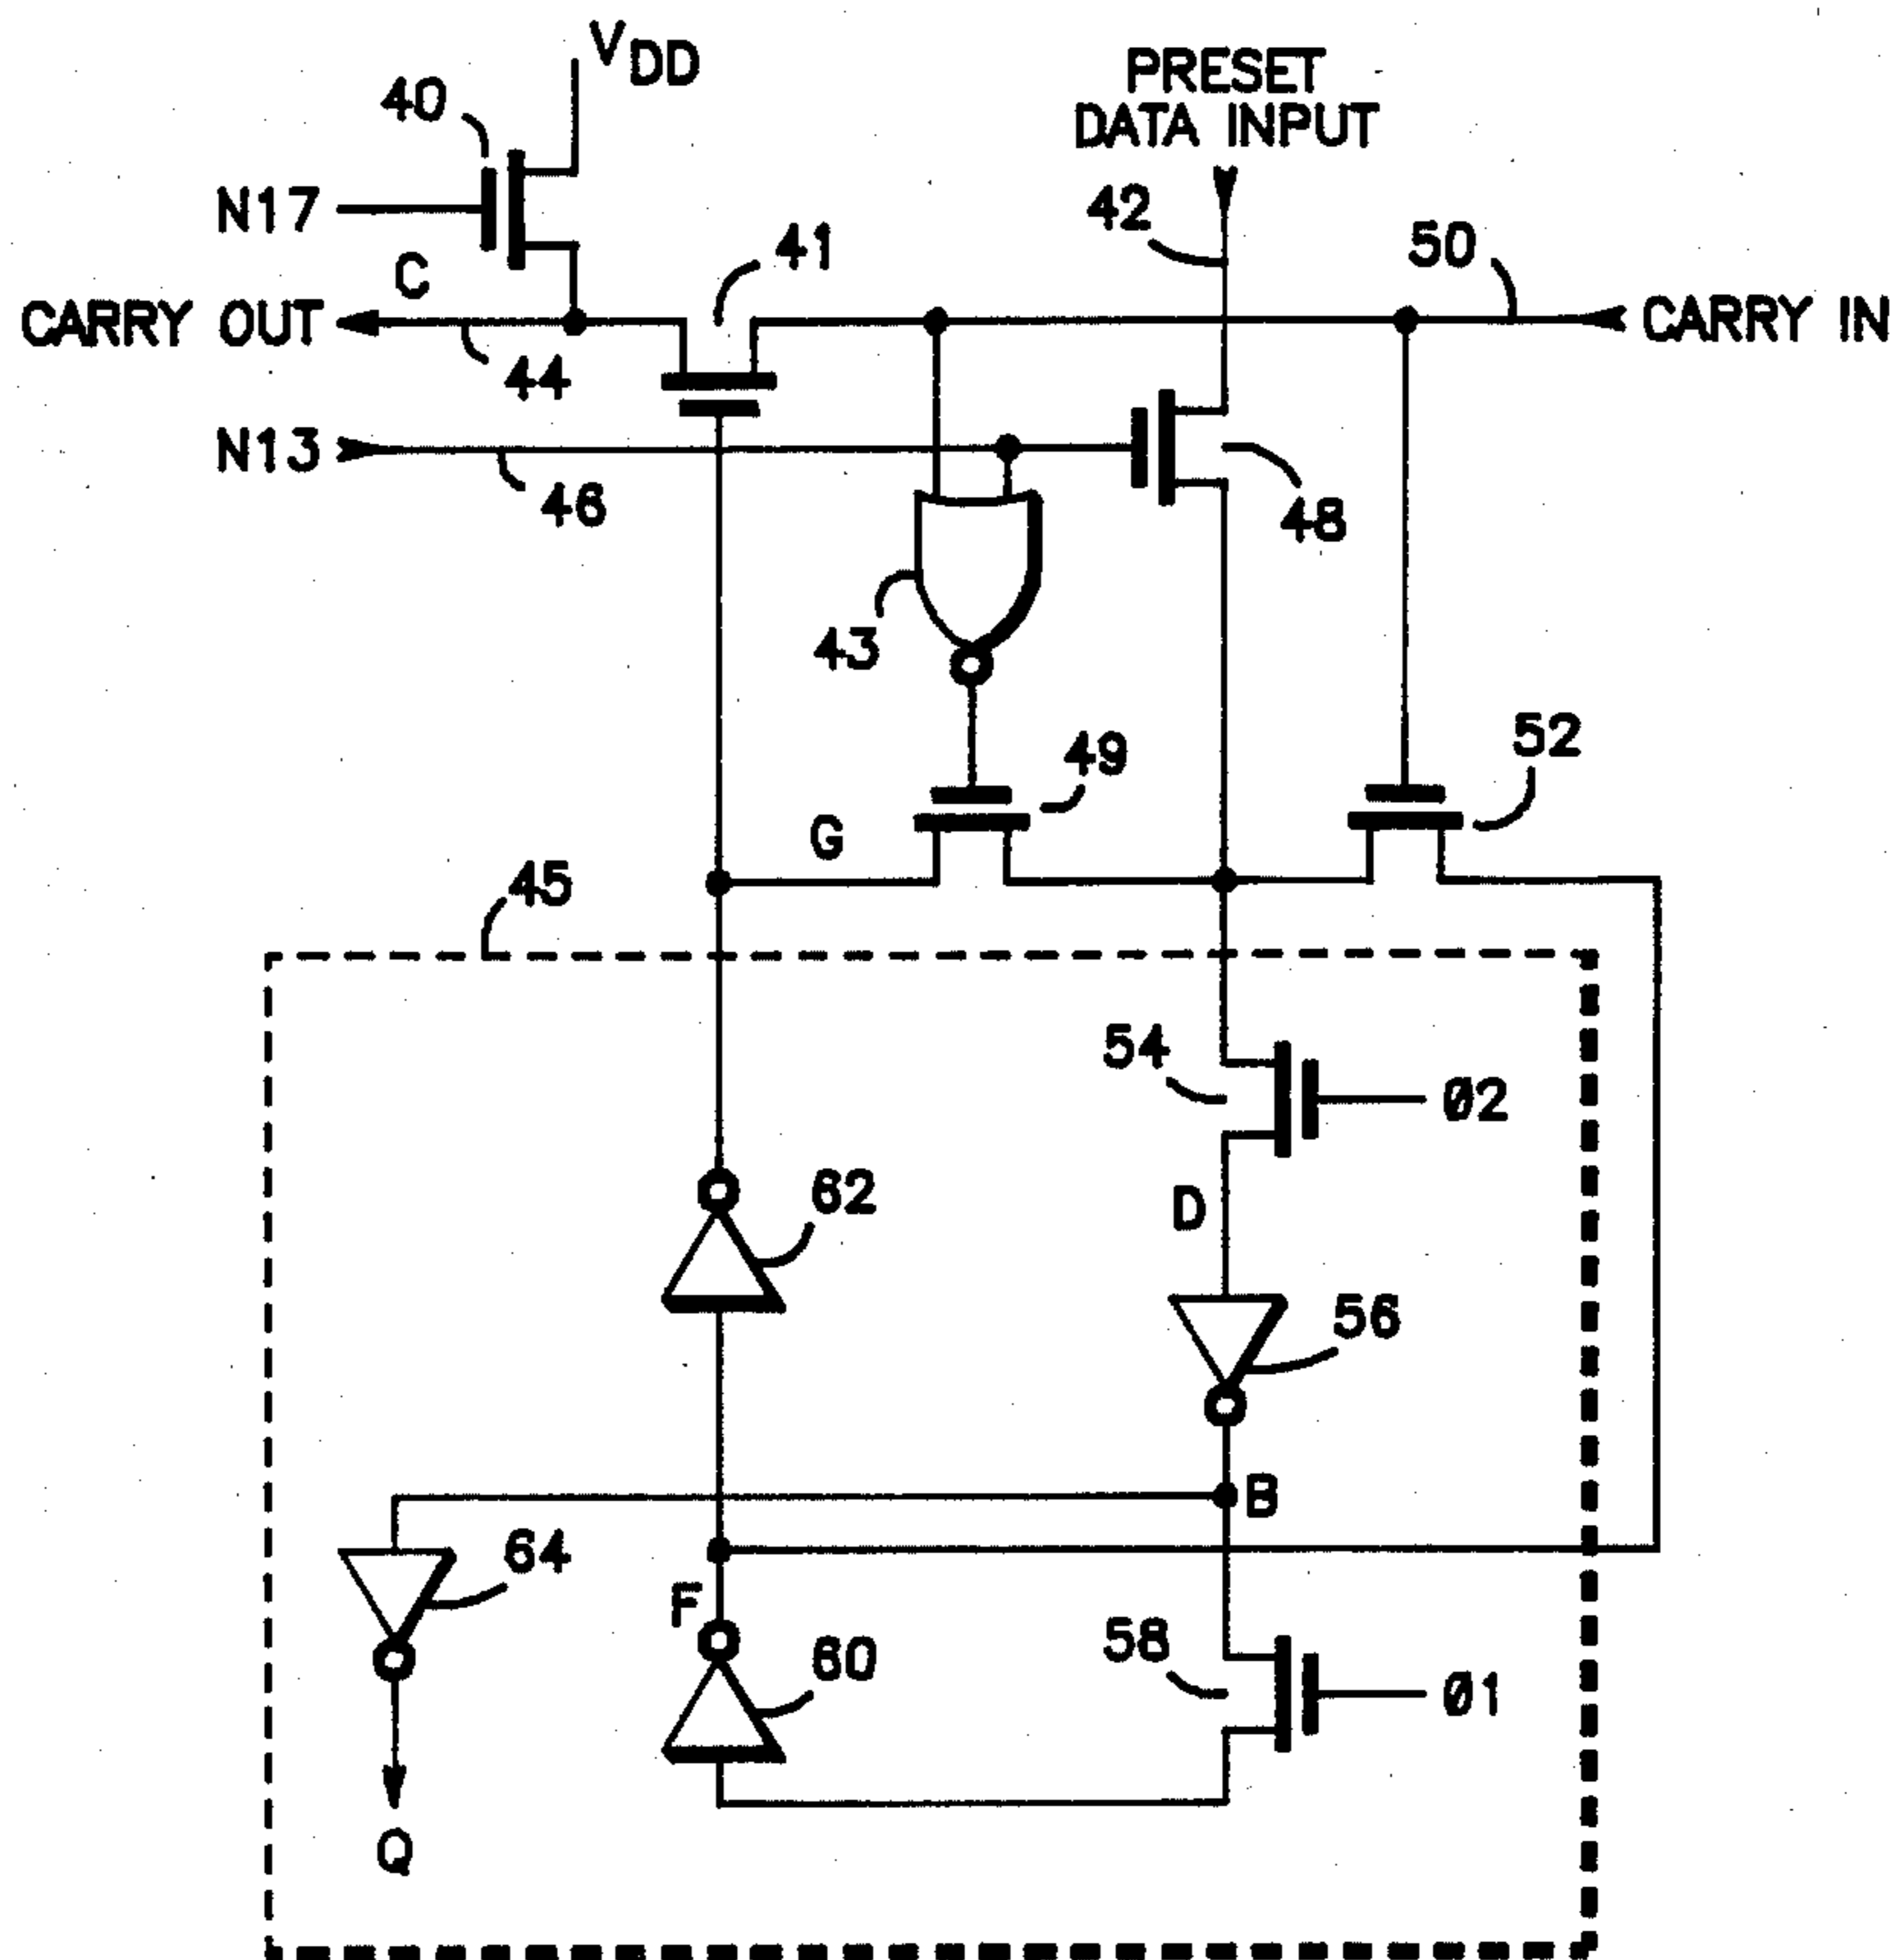 VDD
PRESET
DATA INPUT
40
42
N17
41
50
C
CARRY OUT
CARRY IN
44
N13
46
48
43
49
52
G
45
54
Ø2
D
62
56
B
64
F
58
60
Ø1
Q